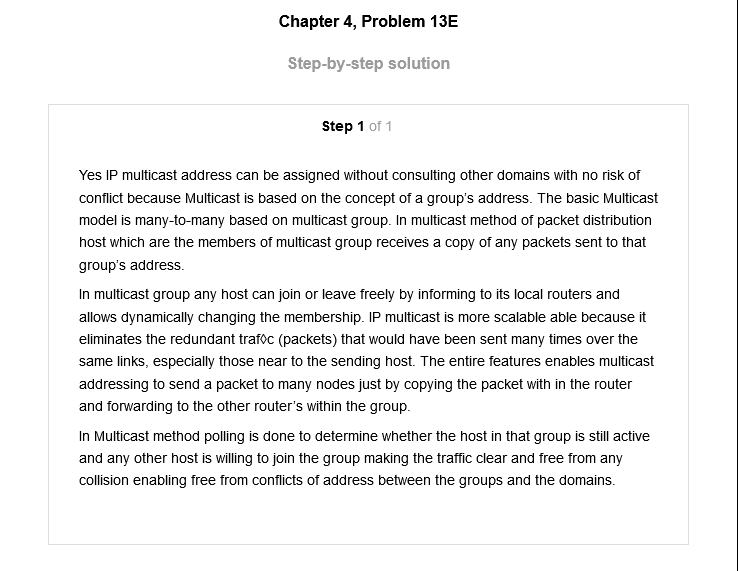 Chapter 4, Problem 13E
Step-by-step solution
Step 1 of 1
Yes IP multicast address can be assigned without consulting other domains with no risk of
conflict because Multicast is based on the concept of a group's address. The basic Multicast
model is many-to-many based on multicast group. In multicast method of packet distribution
host which are the members of multicast group receives a copy of any packets sent to that
group's address.
In multicast group any host can join or leave freely by informing to its local routers and
allows dynamically changing the membership. IP multicast is more scalable able because it
eliminates the redundant traf◊c (packets) that would have been sent many times over the
same links, especially those near to the sending host. The entire features enables multicast
addressing to send a packet to many nodes just by copying the packet with in the router
and forwarding to the other router's within the group.
In Multicast method polling is done to determine whether the host in that group is still active
and any other host is willing to join the group making the traffic clear and free from any
collision enabling free from conflicts of address between the groups and the domains.